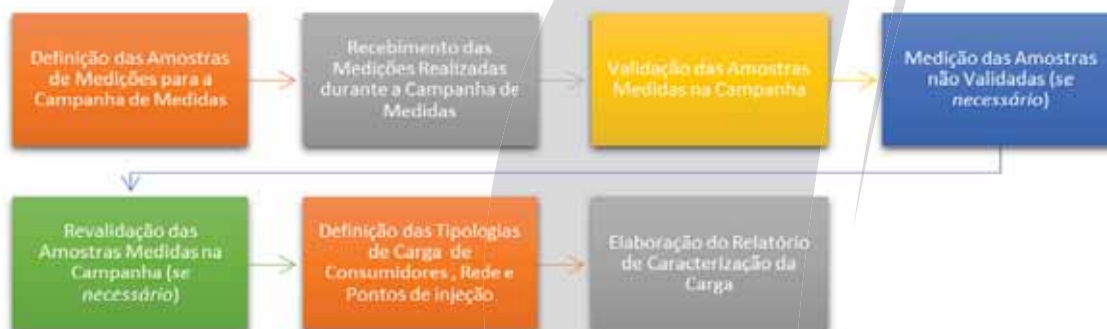 Definição das Amostras
de Medições para a
Campanha de Medidas
Recebimento das
Medições Realizadas
durante a Campanha de
Medidas
Validação das Amostras
Medidas na Campanha
Medição das Amostras
não Validadas (se
necessário)
Revalidação das
Amostras Medidas na
Campanha (se
necessário)
Definição das Tipologias
de Carga de
Consumidores , Rede e
Pontos de injeção
Elaboração do Relatório
de Caracterização da
Carga